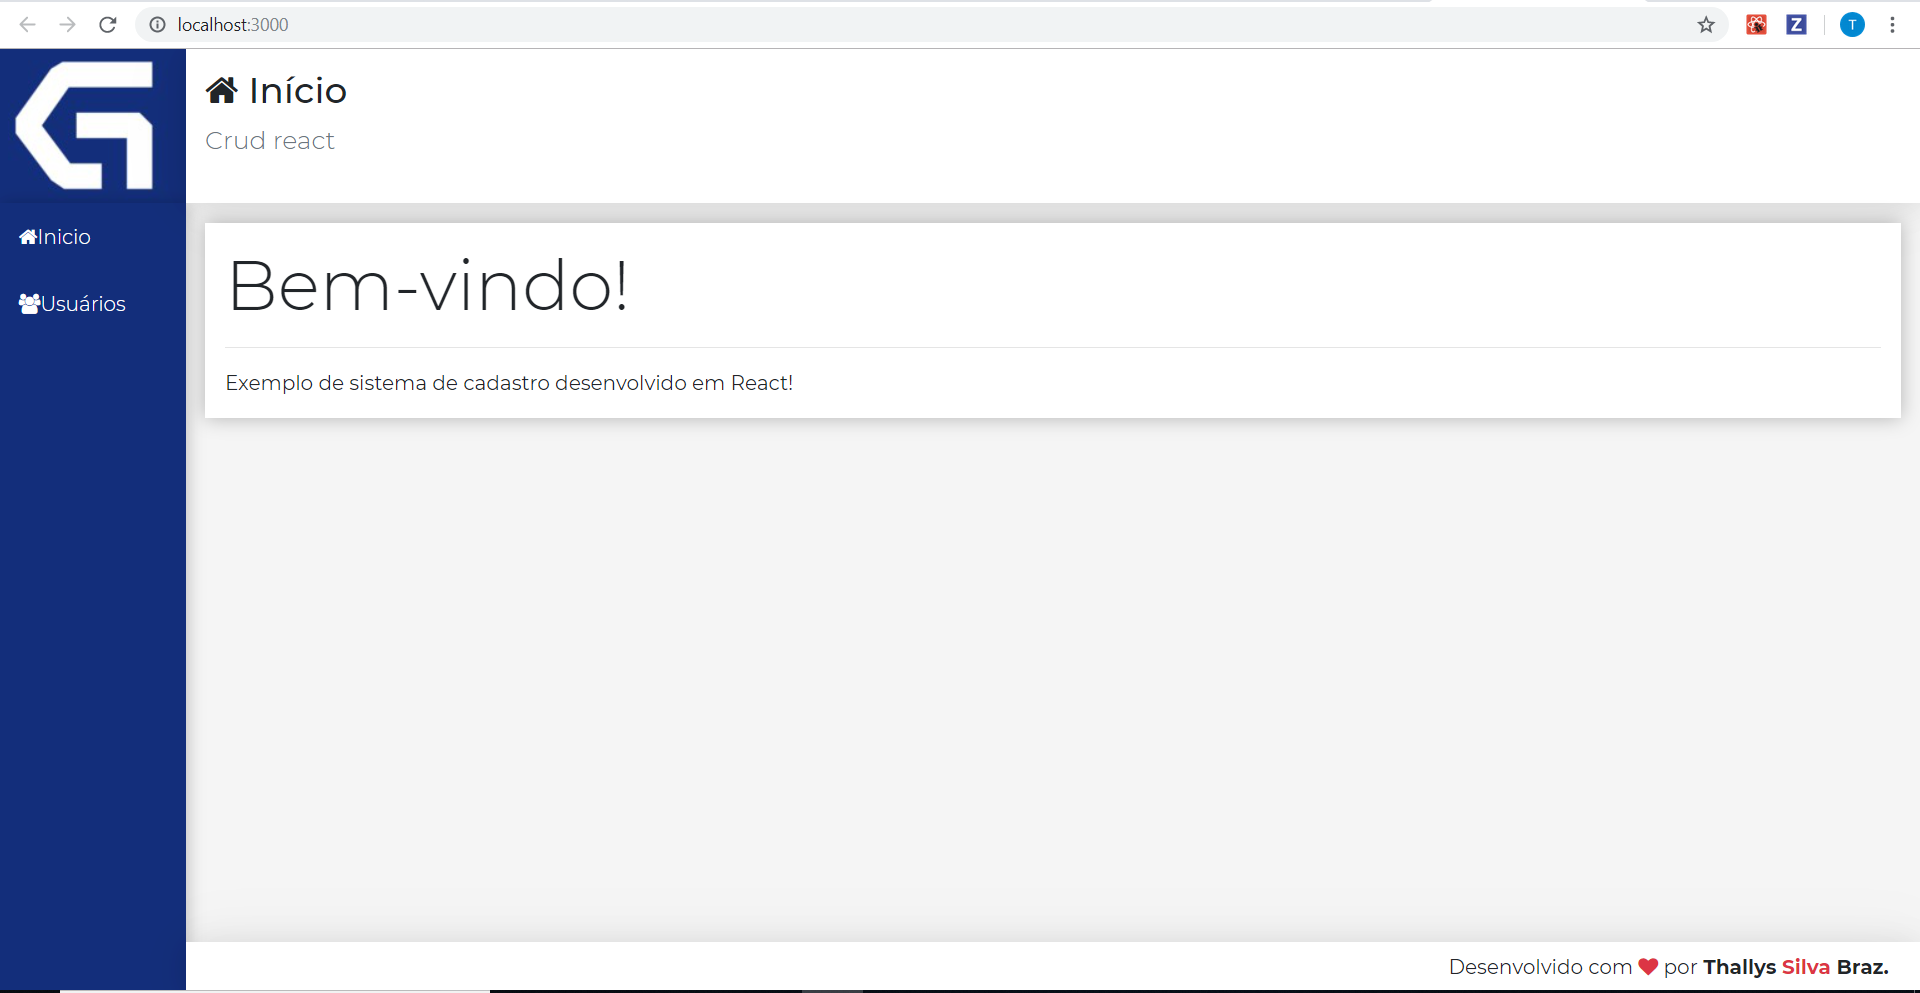 localhost:3000
Z
T
Início
Crud react
Inicio
Usuários
Bem-vindo!
Exemplo de sistema de cadastro desenvolvido em React!
Desenvolvido com por Thallys Silva Braz.